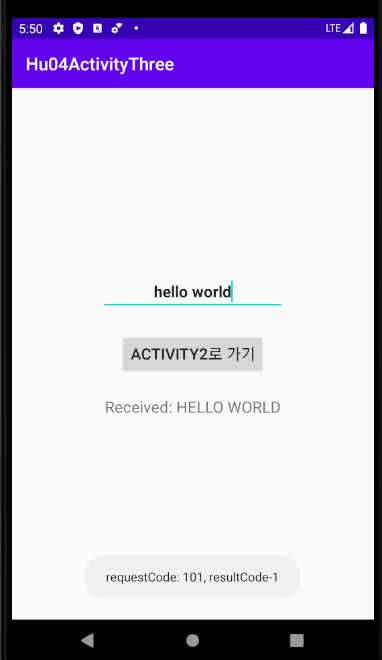 5:50 LTE
Hu04ActivityThree
hello world
ACTIVITY2로 가기
Received: HELLO WORLD
requestCode: 101, resultCode-1